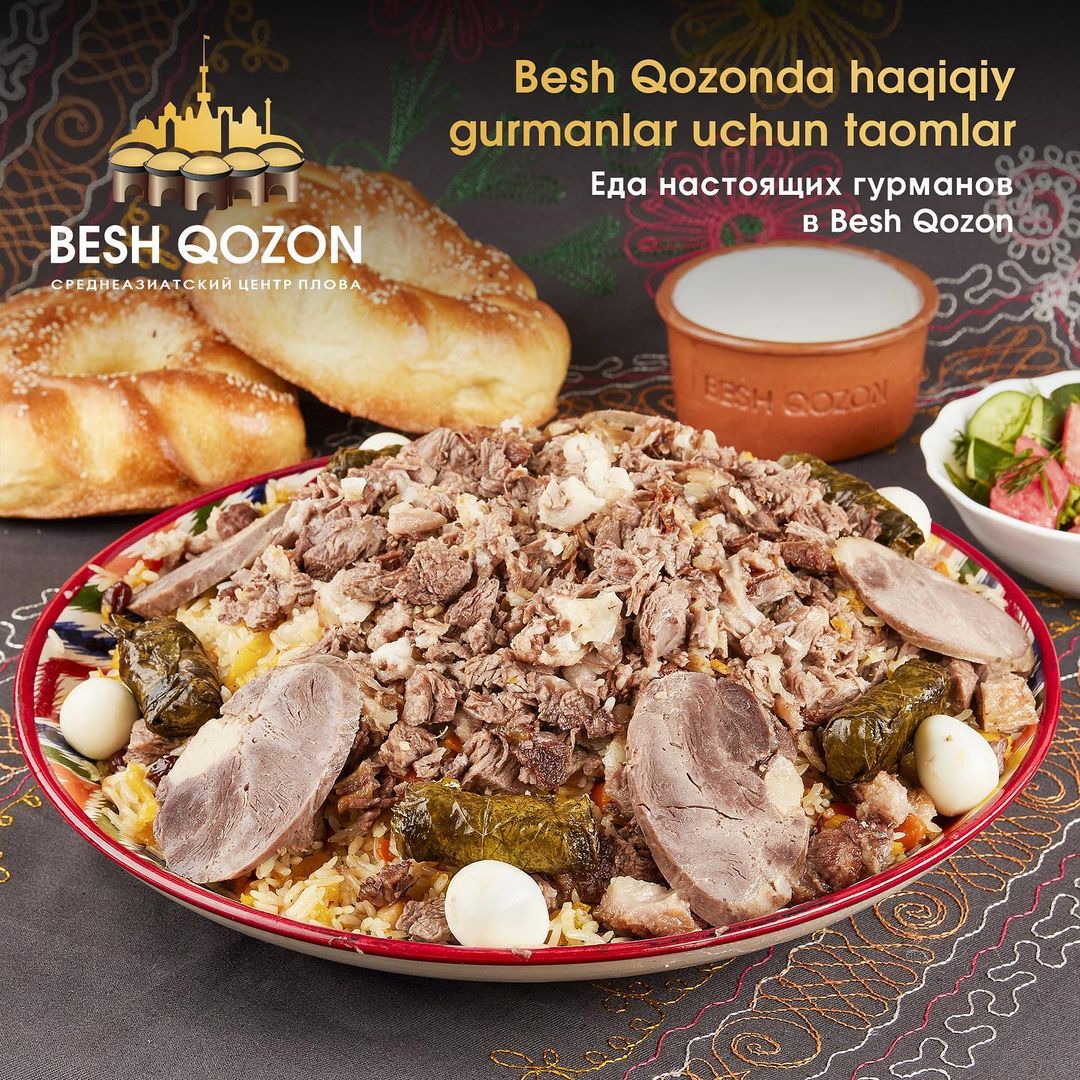 BESH QOZON
СРЕДНЕАЗИАТСКИЙ ЦЕНТР ПЛОВА
Besh Qozonda haqiqiy
gurmanlar uchun taomlar
Еда настоящих гурманов
в Besh Qozon
BESH QOZON